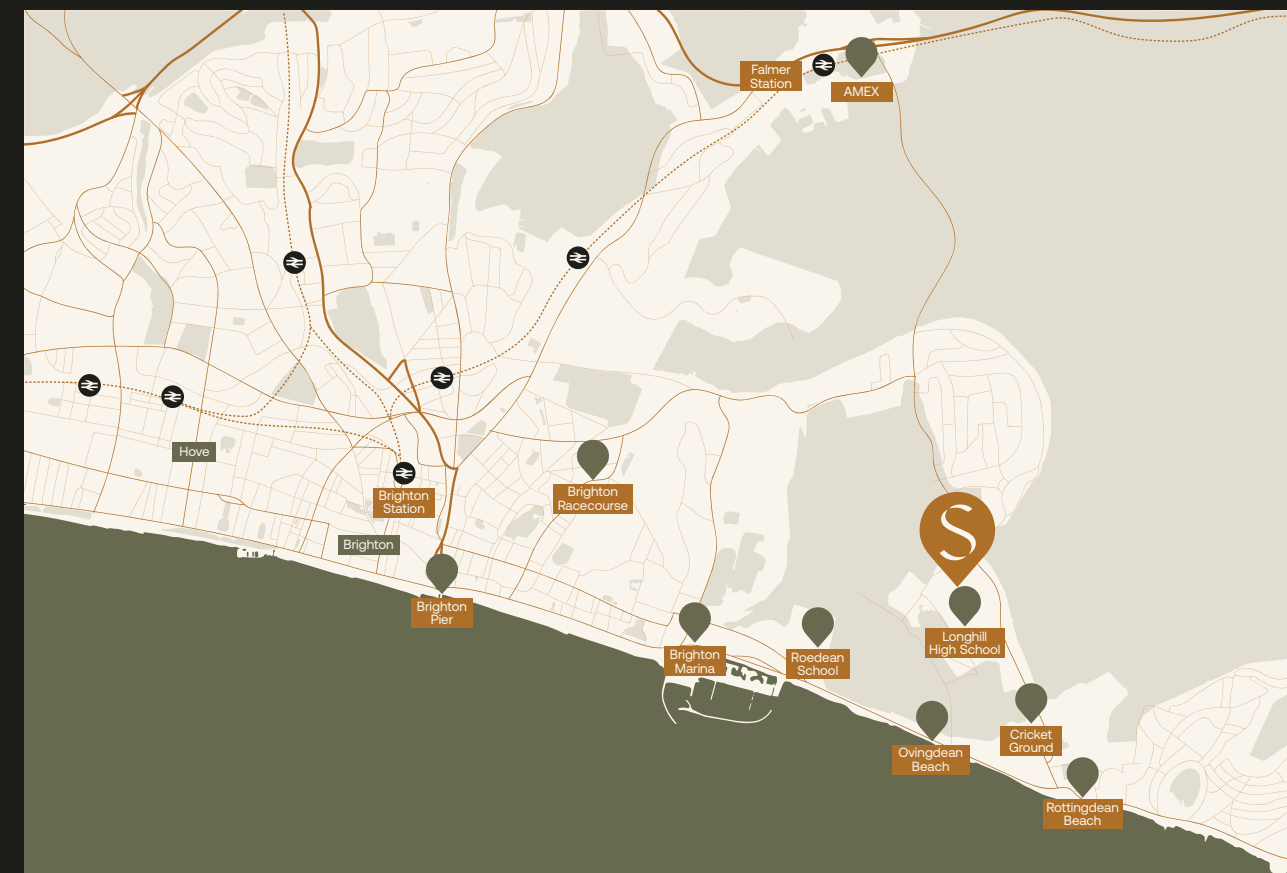 Falmer
Station
AMEX
Hove
Brighton
Station
Brighton
Racecourse
Brighton
S
Brighton
Pier
Longhill
High School
Brighton
Marina
Roedean
School
Cricket
Ground
Ovingdean
Beach
Rottingdean
Beach